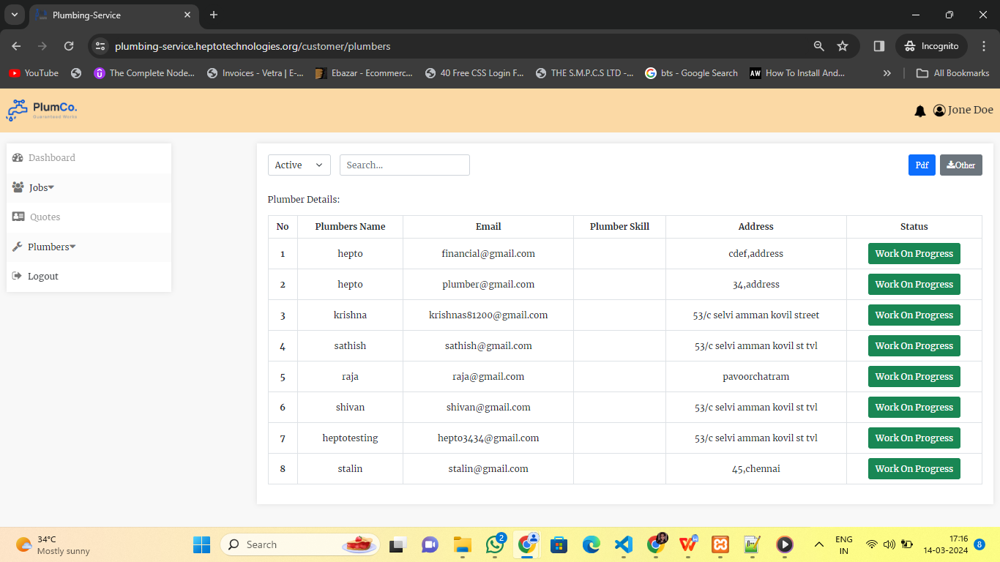 Plumbing-Service
plumbing-service.heptotechnologies.org/customer/plumbers
Incognito
YouTube
The Complete Node...
Invoices - Vetra | E-...
Ebazar - Ecommerc...
40 Free CSS Login F...
THE S.M.P.C.S LTD -...
bts - Google Search
AW How To Install And...
All Bookmarks
PlumCo.
Guaranteed Works
Jone Doe
Dashboard
Jobs
Quotes
Plumbers
Logout
Active
Search...
Pdf
Other
Plumber Details:
No Plumbers Name Email Plumber Skill Address Status
1 hepto financial@gmail.com cdef,address Work On Progress
2 hepto plumber@gmail.com 34,address Work On Progress
3 krishna krishnas81200@gmail.com 53/c selvi amman kovil street Work On Progress
4 sathish sathish@gmail.com 53/c selvi amman kovil st tvl Work On Progress
5 raja raja@gmail.com pavoorchatram Work On Progress
6 shivan shivan@gmail.com 53/c selvi amman kovil st tvl Work On Progress
7 heptotesting hepto3434@gmail.com 53/c selvi amman kovil st tvl Work On Progress
8 stalin stalin@gmail.com 45,chennai Work On Progress
34°C
Mostly sunny
Search
2
ENG
IN
17:16
14-03-2024
8